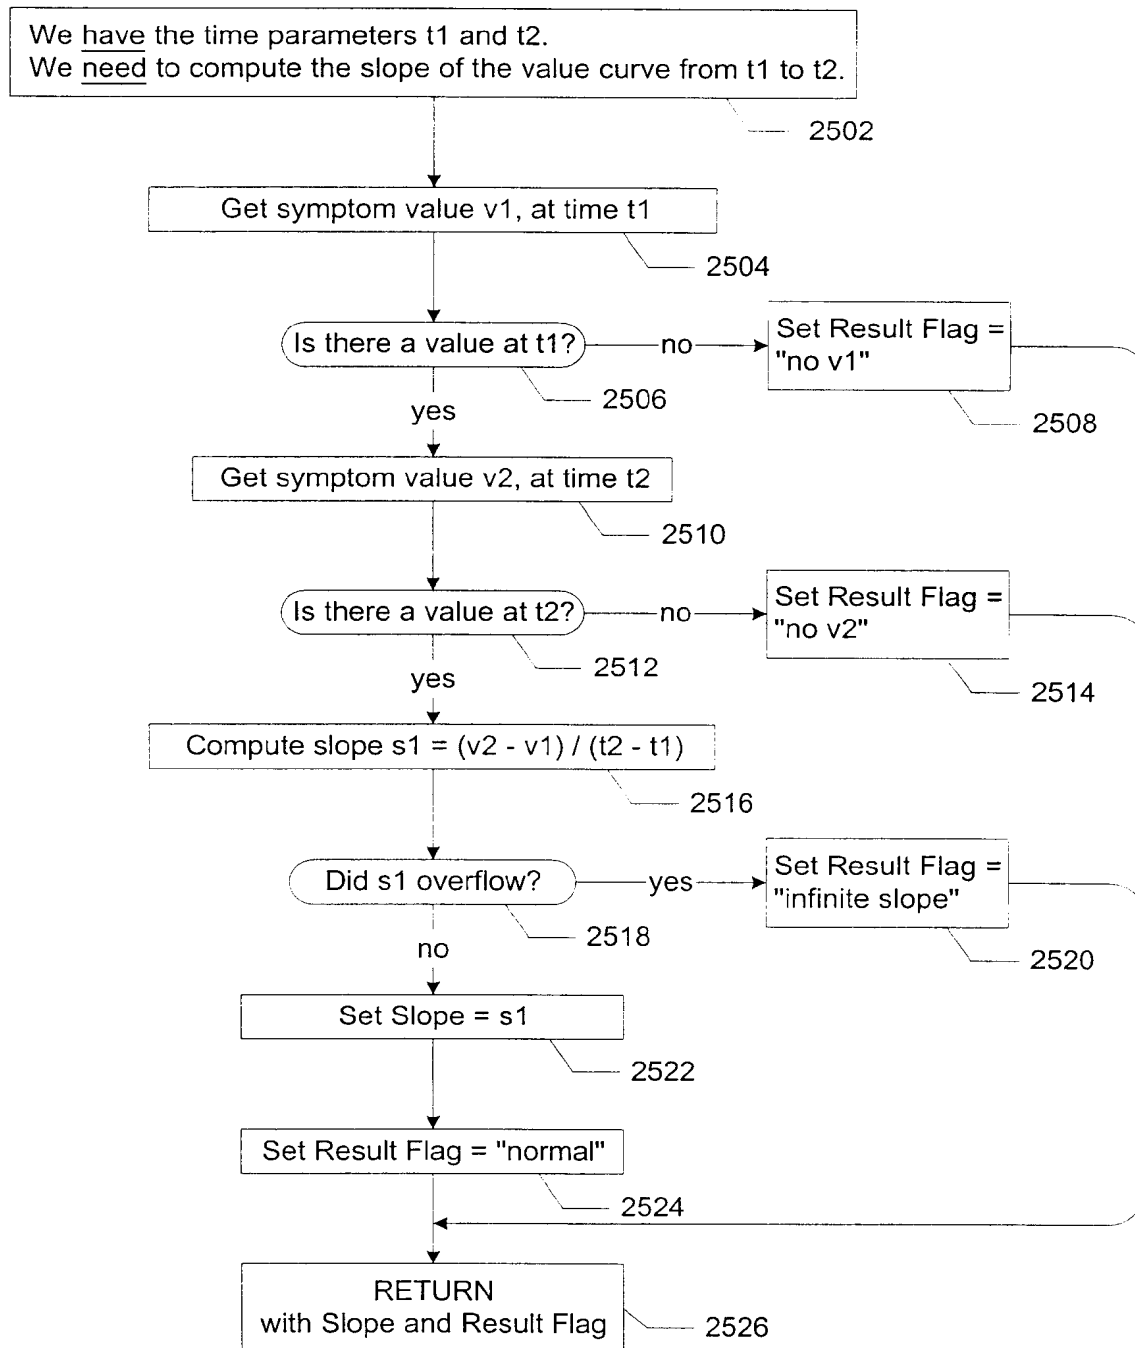 We have the time parameters t1 and t2.
We need to compute the slope of the value curve from t1 to t2.
2502
Get symptom value v1, at time t1
2504
Is there a value at t1?
no
Set Result Flag =
"no v1"
2506
2508
yes
Get symptom value v2, at time t2
2510
Is there a value at t2?
no
Set Result Flag =
"no v2"
2512
2514
yes
Compute slope s1 = (v2 - v1) / (t2 - t1)
2516
Did s1 overflow?
yes
Set Result Flag =
"infinite slope"
2518
2520
no
Set Slope = s1
2522
Set Result Flag = "normal"
2524
RETURN
with Slope and Result Flag
2526